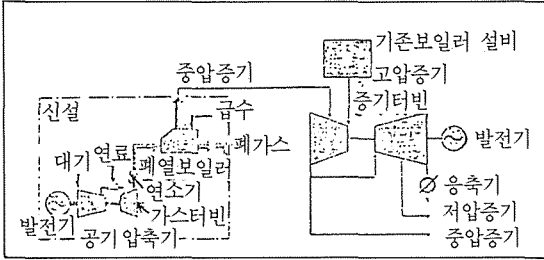 기존보일러 설비
중압증기
고압증기
증기터빈
신설
급수
폐가스
발전기
연료
대기
폐열보일러
연소기
가스터빈
발전기
공기 압축기
응축기
저압증기
중압증기